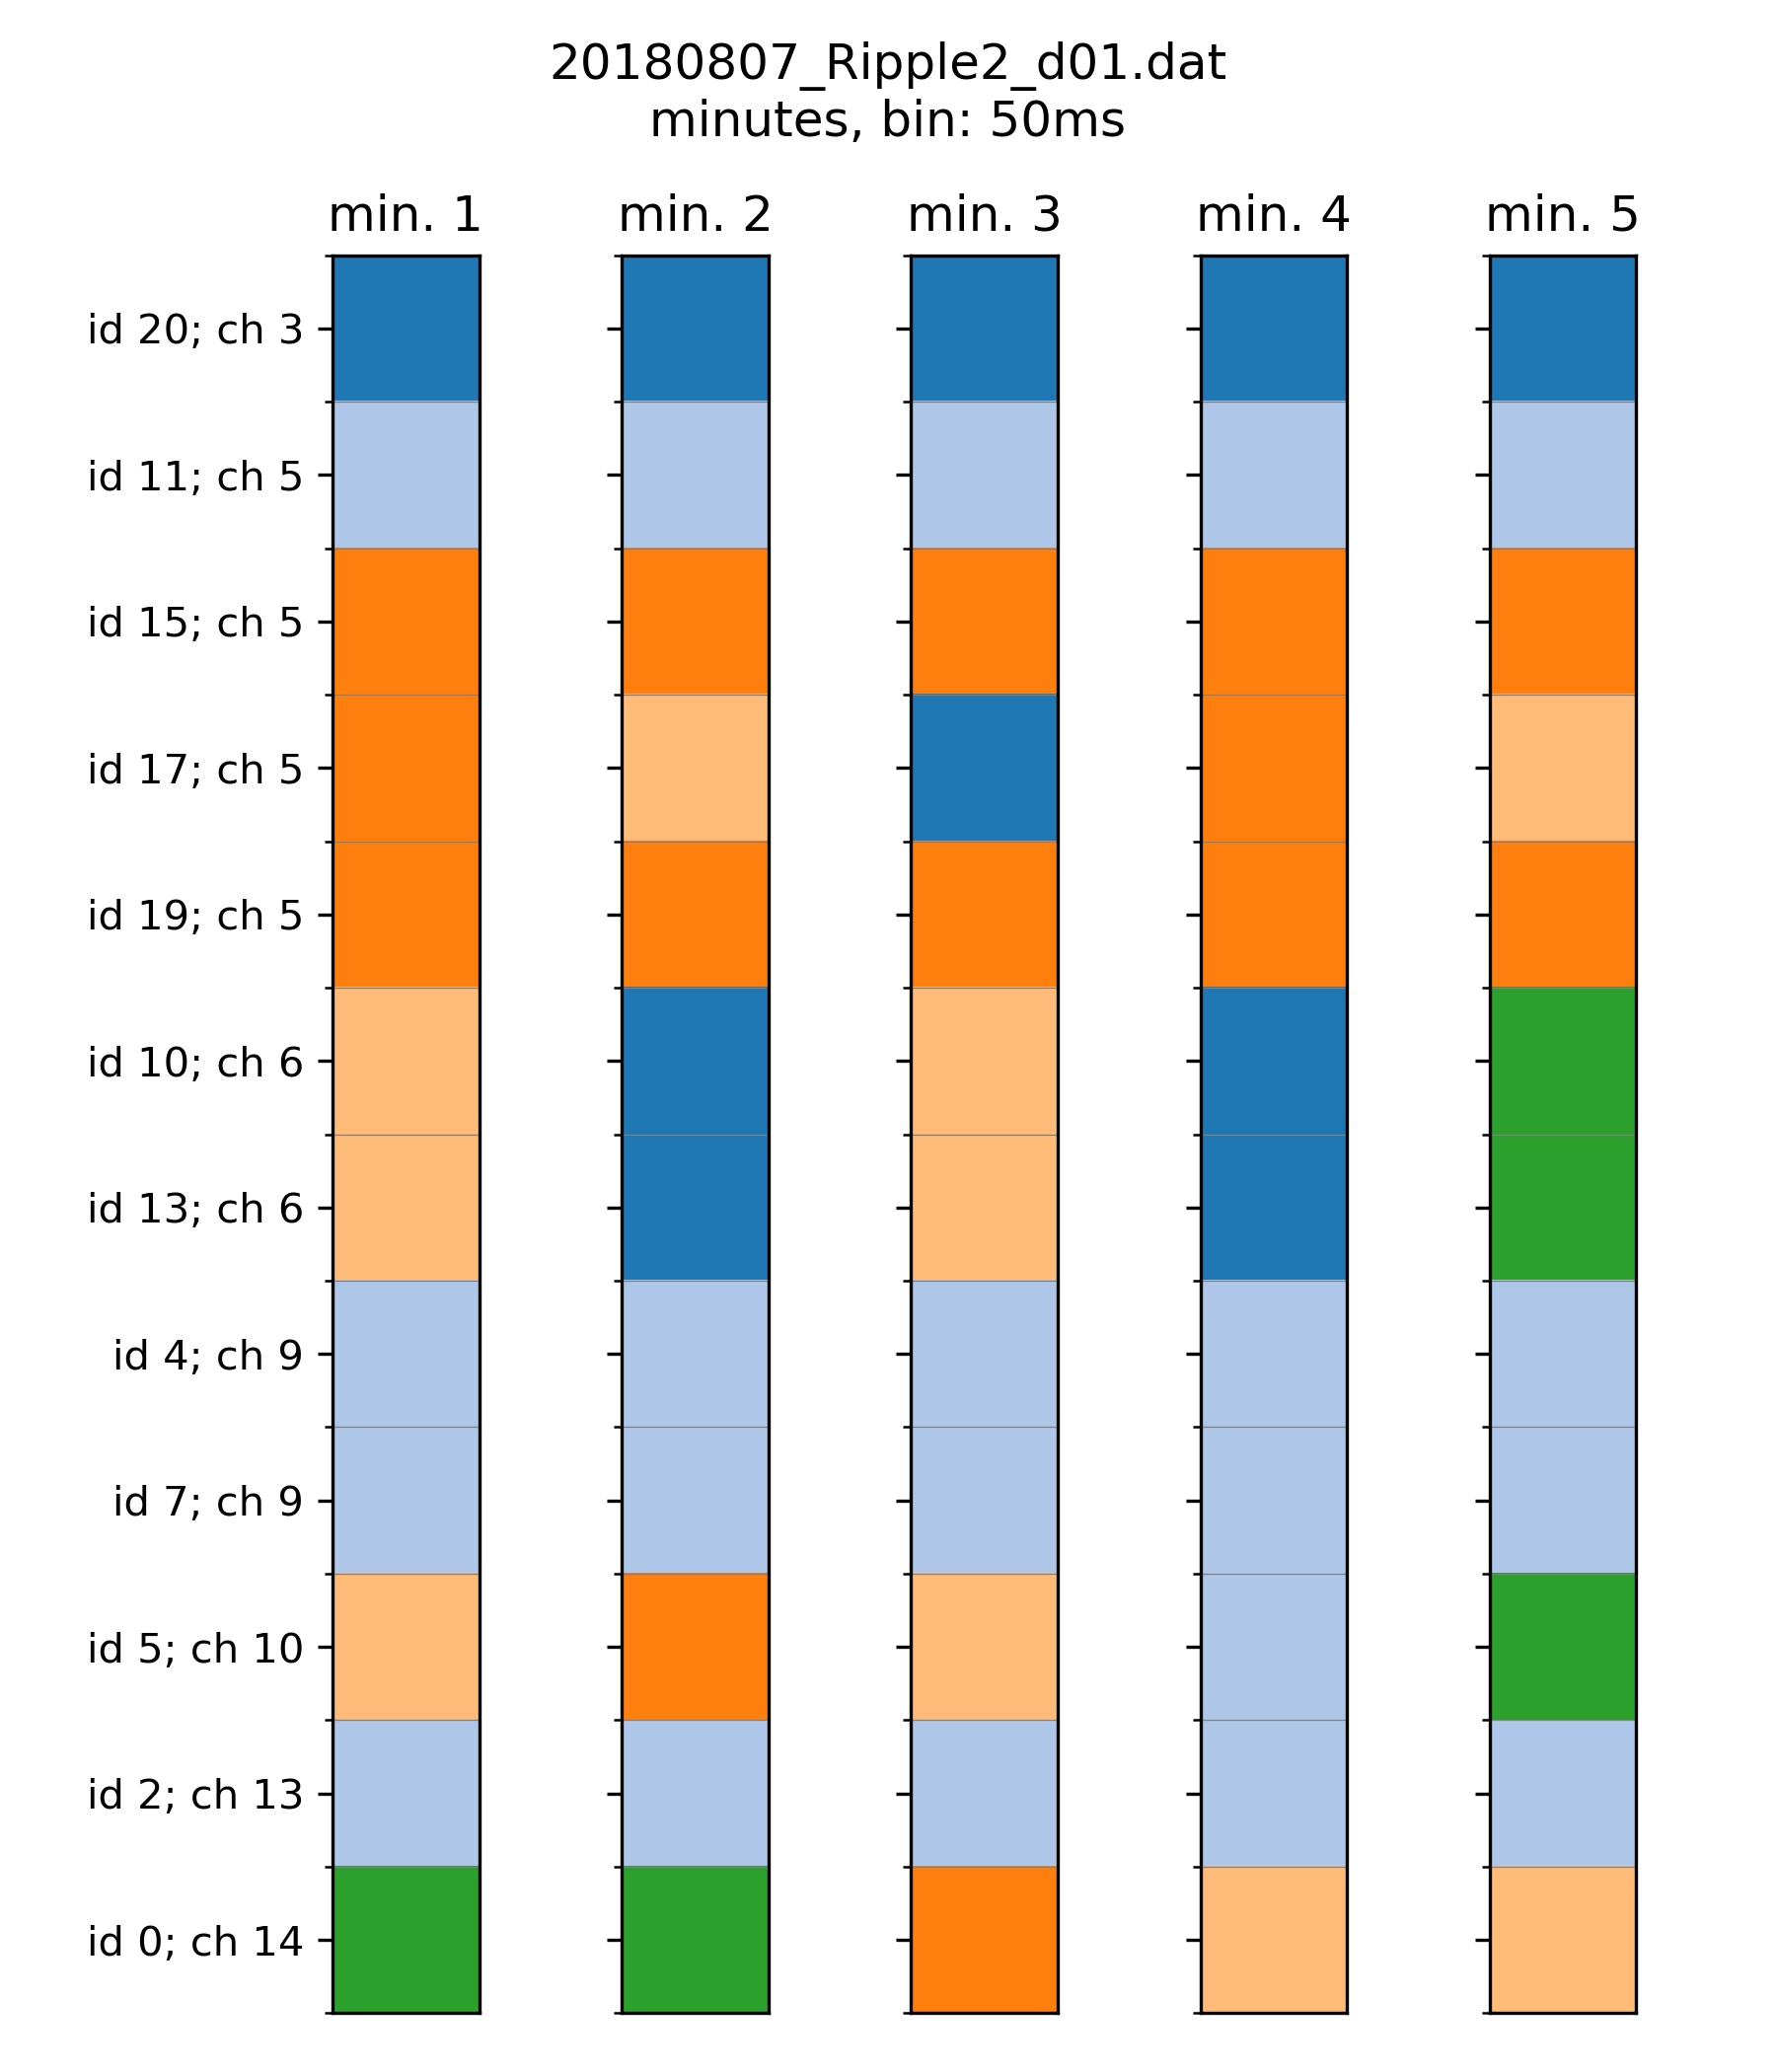 20180807_Ripple2_d01.dat
minutes, bin: 50ms
min. 1 min. 2 min. 3 min. 4 min. 5
id 20; ch 3
id 11; ch 5
id 15; ch 5
id 17; ch 5
id 19; ch 5
id 10; ch 6
id 13; ch 6
id 4; ch 9
id 7; ch 9
id 5; ch 10
id 2; ch 13
id 0; ch 14